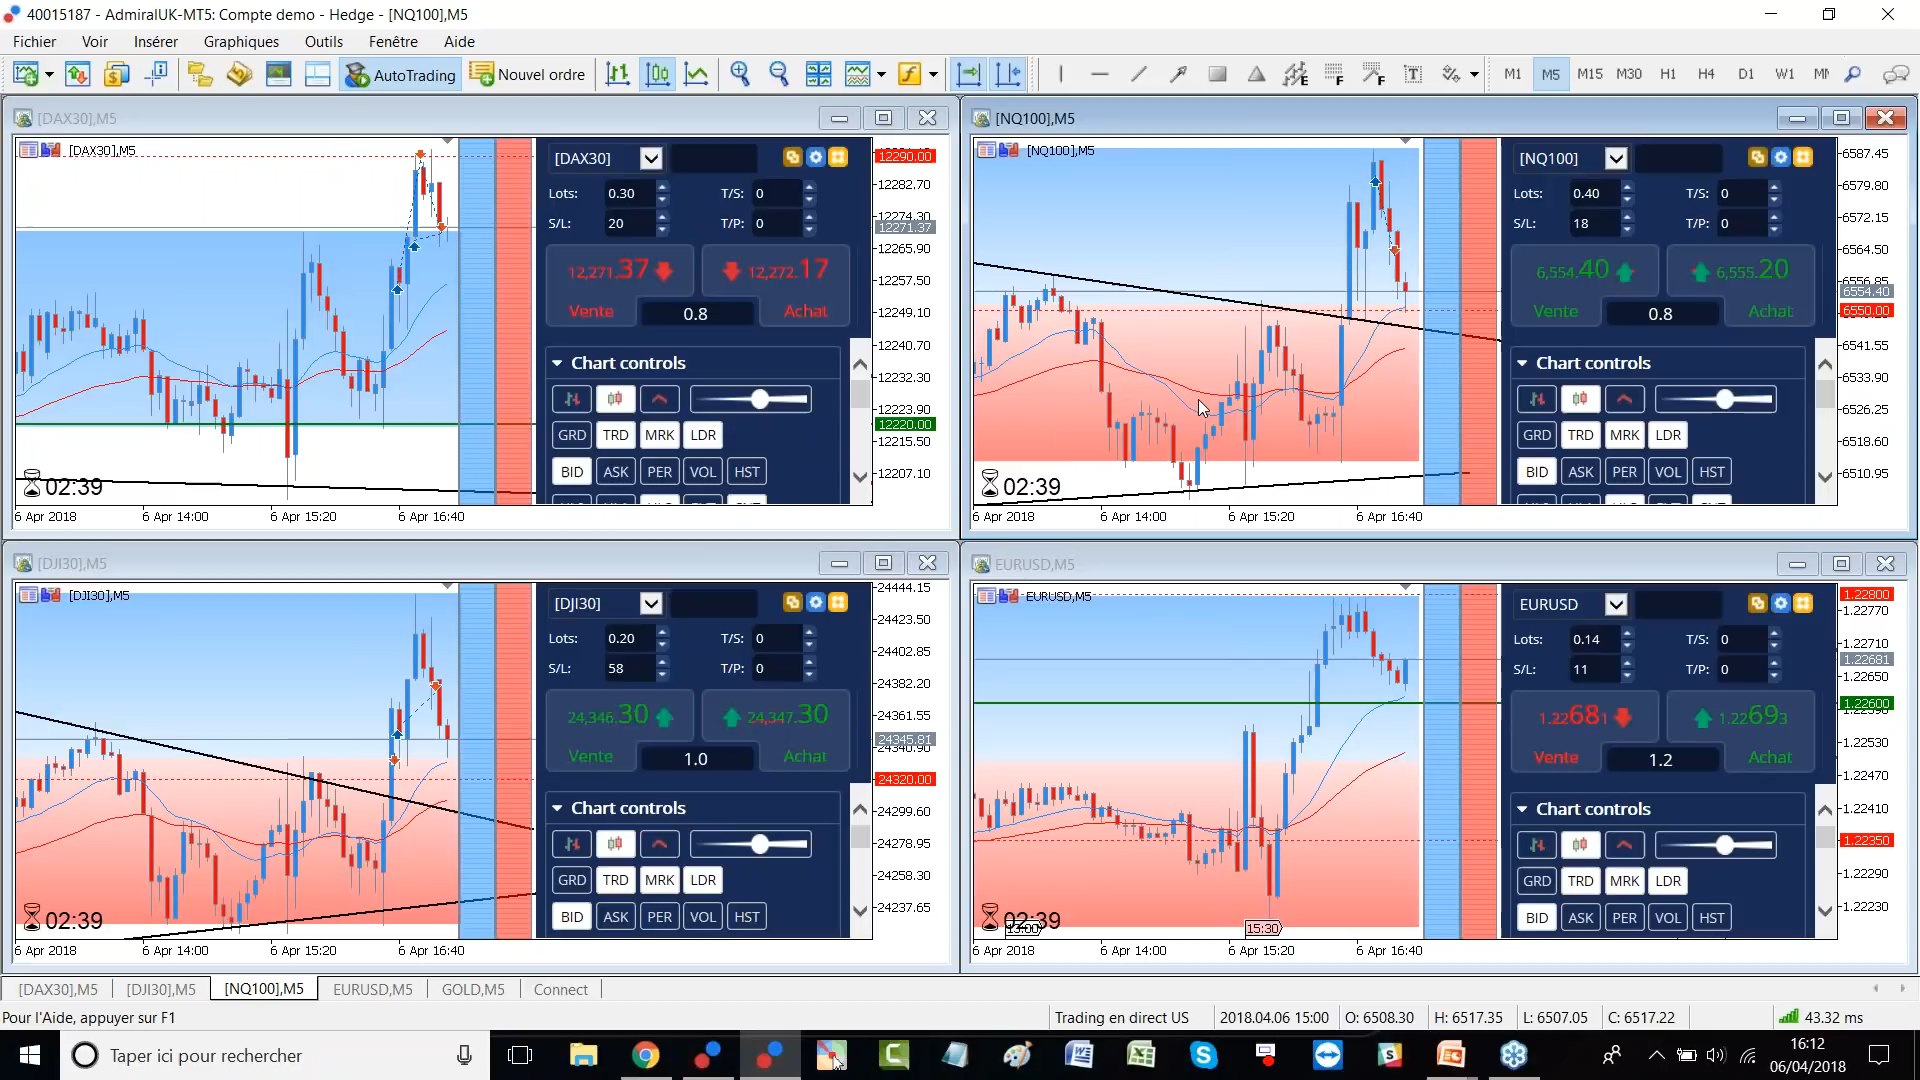 40015187 - AdmiralUK-MT5: Compte demo - Hedge - [NQ100],M5
Fichier Voir Insérer Graphiques Outils Fenêtre Aide
AutoTrading Nouvel ordre M1 M5 M15 M30 H1 H4 D1 W1
[DAX30],M5
[DAX30],M5
12290.00
12282.70
12274.30
12271.37
12265.90
12257.50
12249.10
12240.70
12232.30
12223.90
12220.00
12215.50
12207.10
[DAX30]
Lots: 0.30 T/S: 0
S/L: 20 T/P: 0
12,271.37 12,272.17
Vente 0.8 Achat
Chart controls
GRD TRD MRK LDR
BID ASK PER VOL HST
02:39
6 Apr 2018 6 Apr 14:00 6 Apr 15:20 6 Apr 16:40
[NQ100],M5
[NQ100],M5
6587.45
6579.80
6572.15
6564.50
6554.40
6550.00
6541.55
6533.90
6526.25
6518.60
6510.95
[NQ100]
Lots: 0.40 T/S: 0
S/L: 18 T/P: 0
6,554.40 6,555.20
Vente 0.8 Achat
Chart controls
GRD TRD MRK LDR
BID ASK PER VOL HST
02:39
6 Apr 2018 6 Apr 14:00 6 Apr 15:20 6 Apr 16:40
[DJI30],M5
[DJI30],M5
24444.15
24423.50
24402.85
24382.20
24361.55
24345.81
24340.90
24320.00
24299.60
24278.95
24258.30
24237.65
[DJI30]
Lots: 0.20 T/S: 0
S/L: 58 T/P: 0
24,346.30 24,347.30
Vente 1.0 Achat
Chart controls
GRD TRD MRK LDR
BID ASK PER VOL HST
02:39
6 Apr 2018 6 Apr 14:00 6 Apr 15:20 6 Apr 16:40
EURUSD,M5
EURUSD,M5
1.22800
1.22770
1.22710
1.22681
1.22650
1.22600
1.22530
1.22470
1.22410
1.22350
1.22290
1.22230
EURUSD
Lots: 0.14 T/S: 0
S/L: 11 T/P: 0
1.22681 1.22693
Vente 1.2 Achat
Chart controls
GRD TRD MRK LDR
BID ASK PER VOL HST
02:39
13:00 15:30
6 Apr 2018 6 Apr 14:00 6 Apr 15:20 6 Apr 16:40
[DAX30],M5 [DJI30],M5 [NQ100],M5 EURUSD,M5 GOLD,M5 Connect
Pour l'Aide, appuyer sur F1 Trading en direct US 2018.04.06 15:00 O: 6508.30 H: 6517.35 L: 6507.05 C: 6517.22 43.32 ms
Taper ici pour rechercher
16:12
06/04/2018